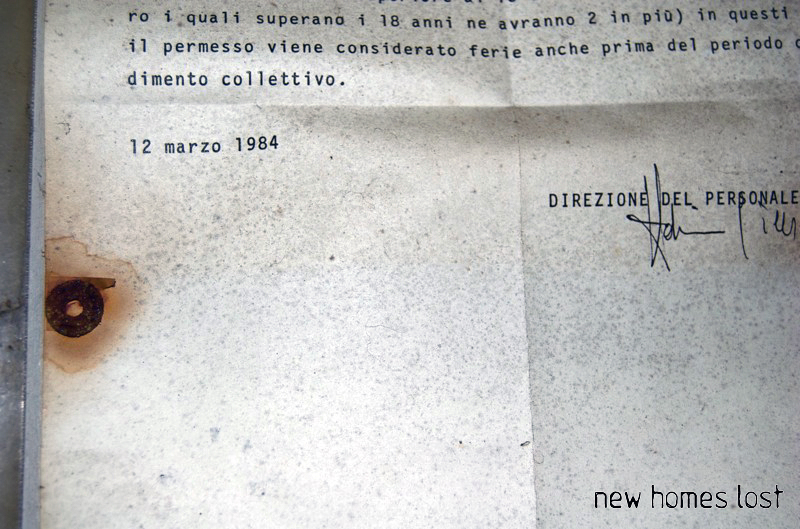 ro i quali superano i 18 anni ne avranno 2 in più) in questi
il permesso viene considerato ferie anche prima del periodo
dimento collettivo.
12 marzo 1984
DIREZIONE DEL PERSONALE
new homes lost